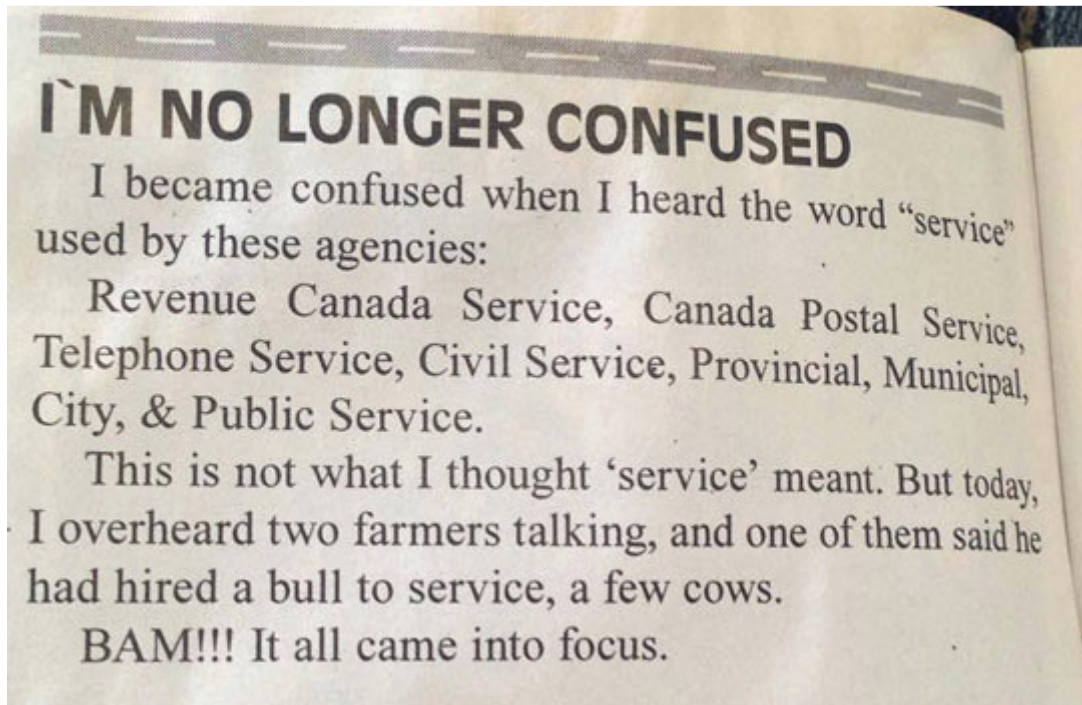 I`M NO LONGER CONFUSED
I became confused when I heard the word “service”
used by these agencies:
Revenue Canada Service, Canada Postal Service,
Telephone Service, Civil Service, Provincial, Municipal,
City, & Public Service.
This is not what I thought ‘service’ meant. But today,
I overheard two farmers talking, and one of them said he
had hired a bull to service, a few cows.
BAM!!! It all came into focus.